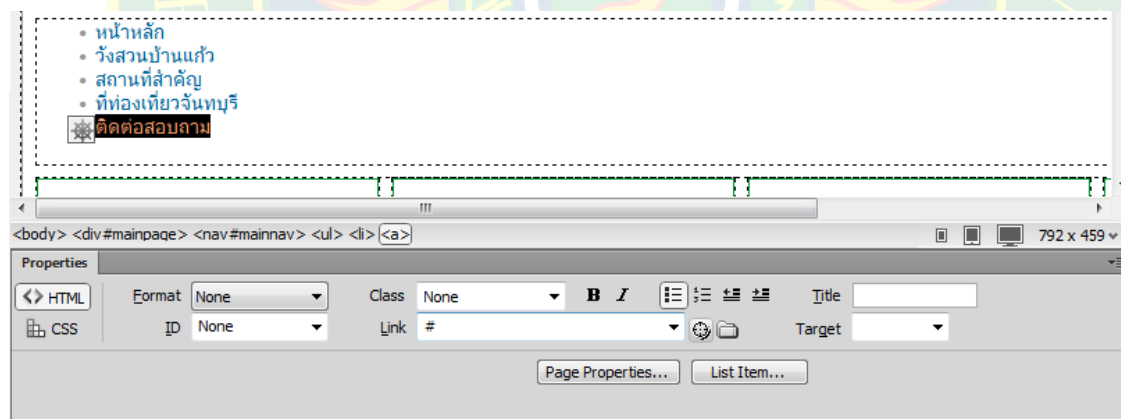 หน้าหลัก
วังสวนบ้านแก้ว
สถานที่สำคัญ
ที่ท่องเที่ยวจันทบุรี
ติดต่อสอบถาม
<body> <div#mainpage> <nav#mainnav> <ul> <li> <a> 792 x 459
Properties
<> HTML Format None Class None B I Title
CSS ID None Link # Target
Page Properties... List Item...